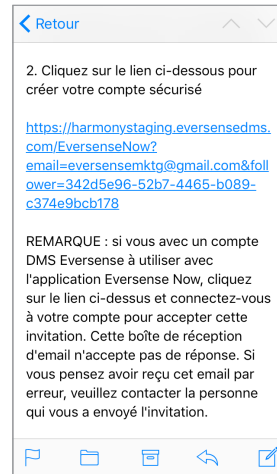 Retour
2. Cliquez sur le lien ci-dessous pour
créer votre compte sécurisé
https://harmonystaging.eversensedms.
com/EversenseNow?
email=eversensemktg@gmail.com&foll
ower=342d5e96-52b7-4465-b089-
c374e9bcb178
REMARQUE : si vous avec un compte
DMS Eversense à utiliser avec
l'application Eversense Now, cliquez
sur le lien ci-dessus et connectez-vous
à votre compte pour accepter cette
invitation. Cette boîte de réception
d'email n'accepte pas de réponse. Si
vous pensez avoir reçu cet email par
erreur, veuillez contacter la personne
qui vous a envoyé l'invitation.